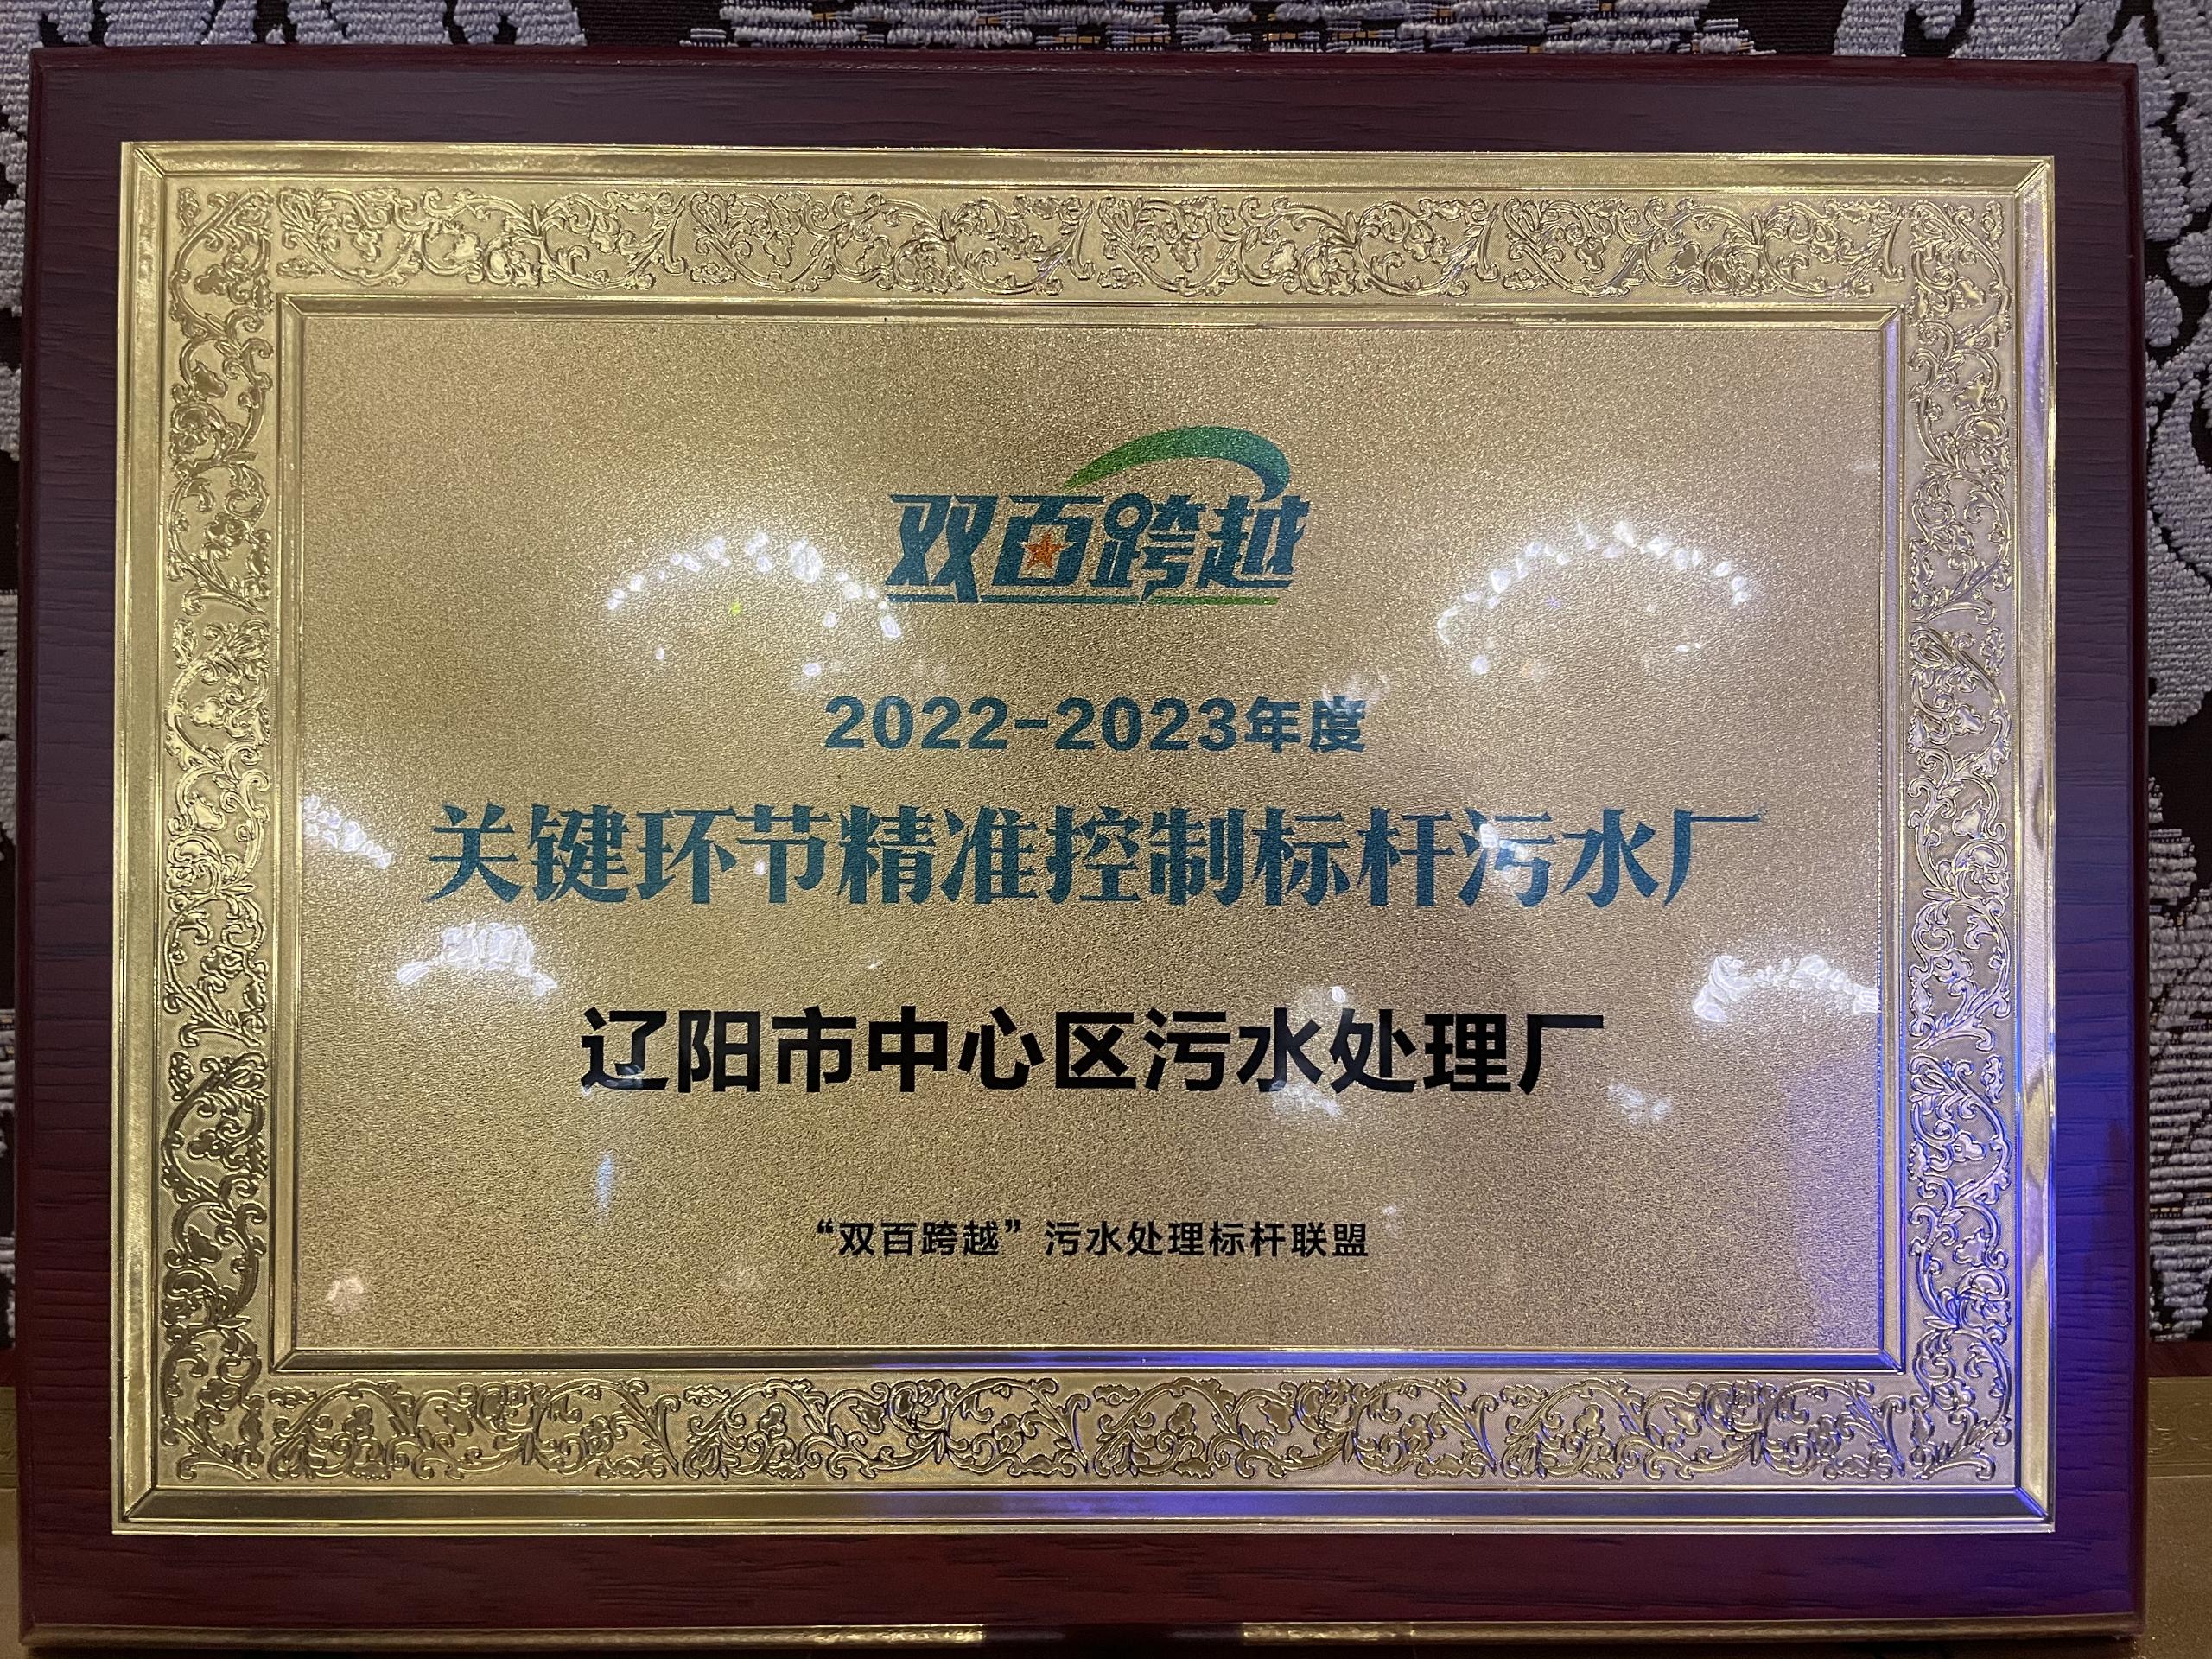 双百跨越
2022-2023年度
关键环节精准控制标杆污水厂
辽阳市中心区污水处理厂
“双百跨越”污水处理标杆联盟